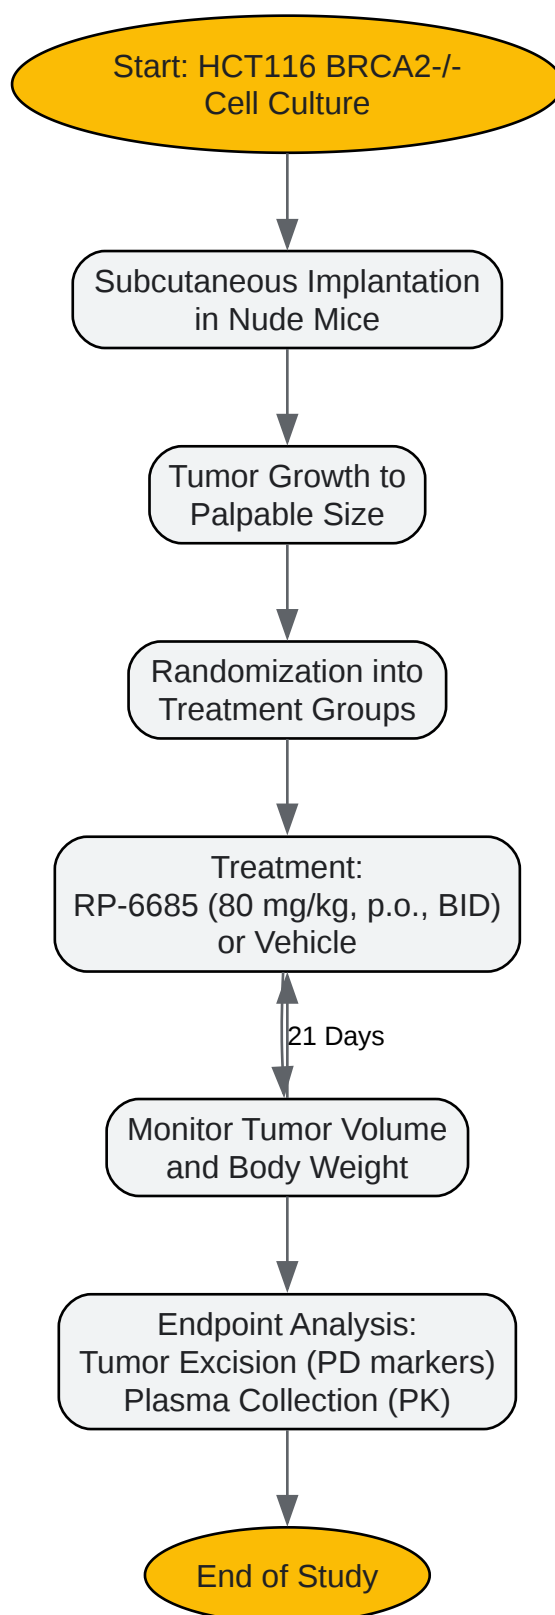 Start: HCT116 BRCA2-/-
Cell Culture
Subcutaneous Implantation
in Nude Mice
Tumor Growth to
Palpable Size
Randomization into
Treatment Groups
Treatment:
RP-6685 (80 mg/kg, p.o., BID)
or Vehicle
21 Days
Monitor Tumor Volume
and Body Weight
Endpoint Analysis:
Tumor Excision (PD markers)
Plasma Collection (PK)
End of Study